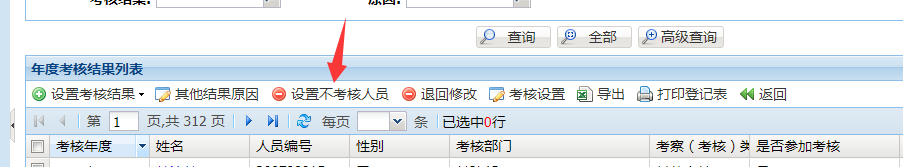 考核结果: 原因:
查询 全部 高级查询
年度考核结果列表
设置考核结果 其他结果原因 设置不考核人员 退回修改 考核设置 导出 打印登记表 返回
第 1 页,共 312 页 每页 条 已选中0行
考核年度 姓名 人员编号 性别 考核部门 考察（考核）类 是否参加考核